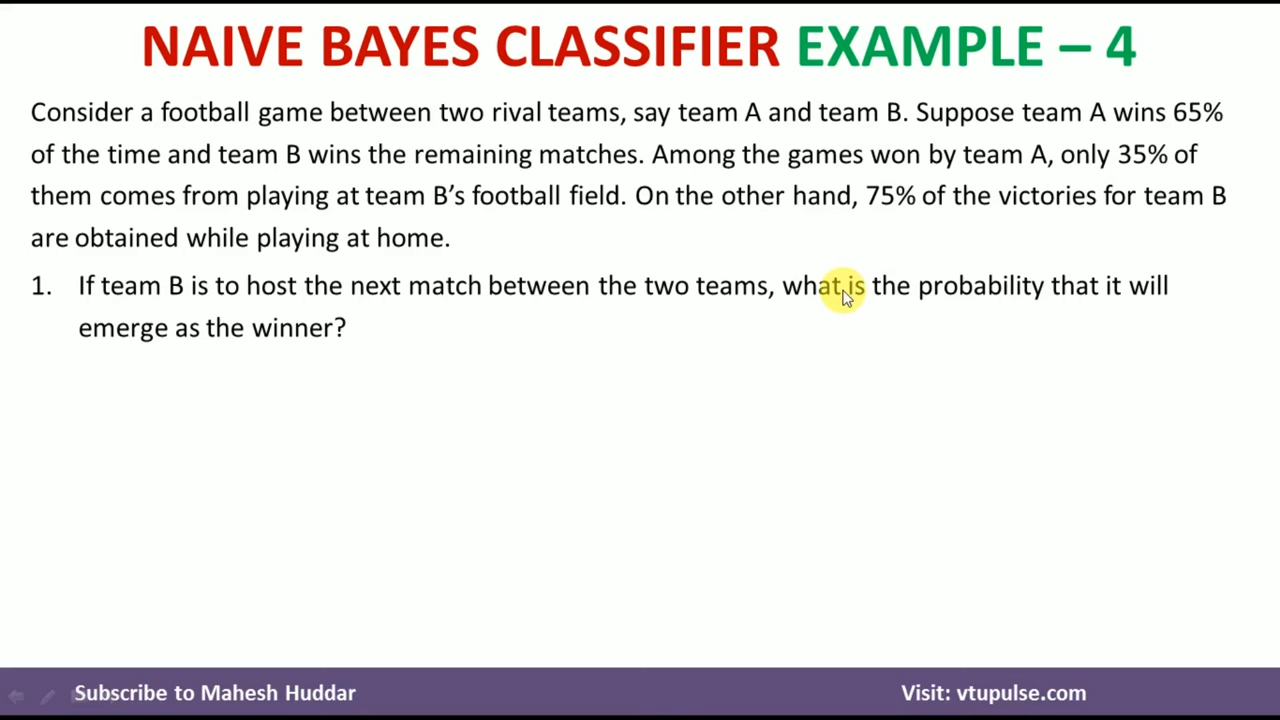 NAIVE BAYES CLASSIFIER EXAMPLE – 4
Consider a football game between two rival teams, say team A and team B. Suppose team A wins 65%
of the time and team B wins the remaining matches. Among the games won by team A, only 35% of
them comes from playing at team B’s football field. On the other hand, 75% of the victories for team B
are obtained while playing at home.
1. If team B is to host the next match between the two teams, what is the probability that it will
emerge as the winner?
Subscribe to Mahesh Huddar
Visit: vtupulse.com